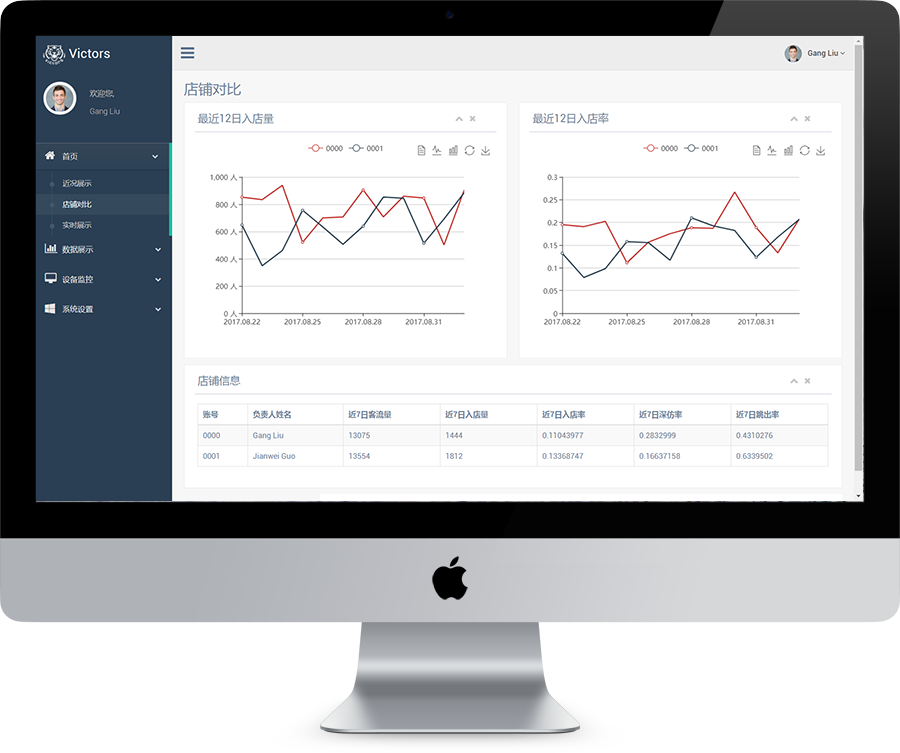 Victors
欢迎您,
Gang Liu
首页
近况展示
店铺对比
实时展示
数据展示
设备监控
系统设置
Gang Liu
店铺对比
最近12日入店量
0000 0001
1,000 人
800 人
600 人
400 人
200 人
0 人
2017.08.22 2017.08.25 2017.08.28 2017.08.31
最近12日入店率
0000 0001
0.3
0.25
0.2
0.15
0.1
0.05
0
2017.08.22 2017.08.25 2017.08.28 2017.08.31
店铺信息
账号 负责人姓名 近7日客流量 近7日入店量 近7日入店率 近7日深仿率 近7日跳出率
0000 Gang Liu 13075 1444 0.11043977 0.2832999 0.4310276
0001 Jianwei Guo 13554 1812 0.13368747 0.16637158 0.6339502